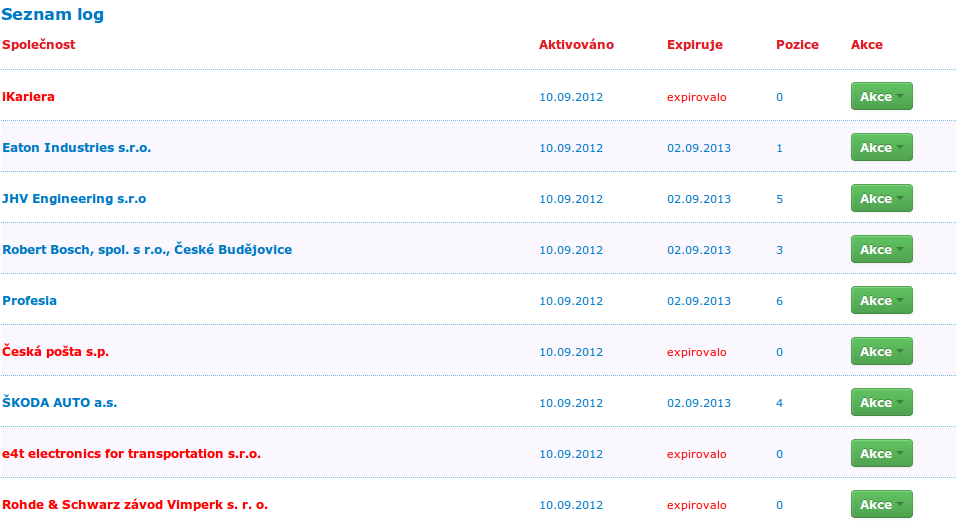 Seznam log
Společnost Aktivováno Expiruje Pozice Akce
iKariera 10.09.2012 expirovalo 0 Akce
Eaton Industries s.r.o. 10.09.2012 02.09.2013 1 Akce
JHV Engineering s.r.o 10.09.2012 02.09.2013 5 Akce
Robert Bosch, spol. s r.o., České Budějovice 10.09.2012 02.09.2013 3 Akce
Profesia 10.09.2012 02.09.2013 6 Akce
Česká pošta s.p. 10.09.2012 expirovalo 0 Akce
ŠKODA AUTO a.s. 10.09.2012 02.09.2013 4 Akce
e4t electronics for transportation s.r.o. 10.09.2012 expirovalo 0 Akce
Rohde & Schwarz závod Vimperk s. r. o. 10.09.2012 expirovalo 0 Akce